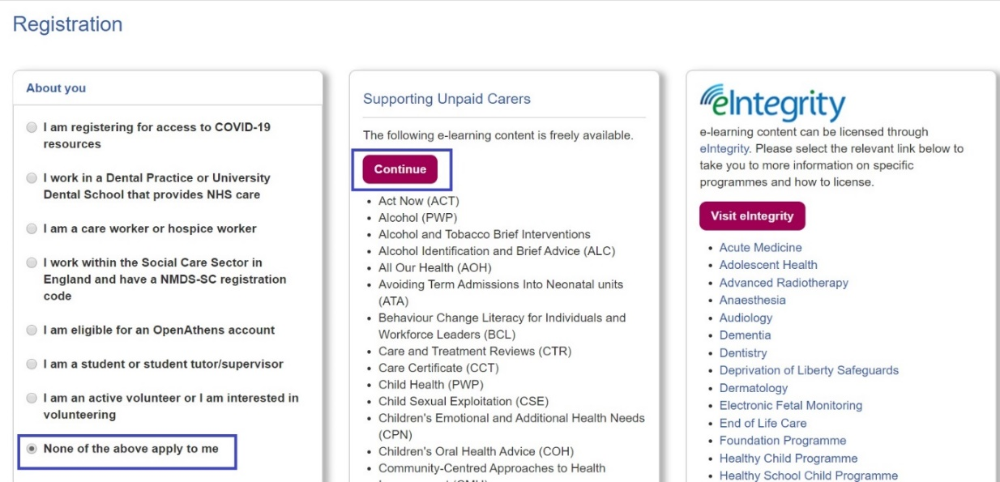 Registration
About you
I am registering for access to COVID-19
resources
I work in a Dental Practice or University
Dental School that provides NHS care
I am a care worker or hospice worker
I work within the Social Care Sector in
England and have a NMDS-SC registration
code
I am eligible for an OpenAthens account
I am a student or student tutor/supervisor
I am an active volunteer or I am interested in
volunteering
None of the above apply to me
Supporting Unpaid Carers
The following e-learning content is freely available.
Continue
• Act Now (ACT)
• Alcohol (PWP)
• Alcohol and Tobacco Brief Interventions
• Alcohol Identification and Brief Advice (ALC)
• All Our Health (AOH)
• Avoiding Term Admissions Into Neonatal units
(ATA)
• Behaviour Change Literacy for Individuals and
Workforce Leaders (BCL)
• Care and Treatment Reviews (CTR)
• Care Certificate (CCT)
• Child Health (PWP)
• Child Sexual Exploitation (CSE)
• Children's Emotional and Additional Health Needs
(CPN)
• Children's Oral Health Advice (COH)
• Community-Centred Approaches to Health
eIntegrity
e-learning content can be licensed through
eIntegrity. Please select the relevant link below to
take you to more information on specific
programmes and how to license.
Visit eIntegrity
• Acute Medicine
• Adolescent Health
• Advanced Radiotherapy
• Anaesthesia
• Audiology
• Dementia
• Dentistry
• Deprivation of Liberty Safeguards
• Dermatology
• Electronic Fetal Monitoring
• End of Life Care
• Foundation Programme
• Healthy Child Programme
• Healthy School Child Programme